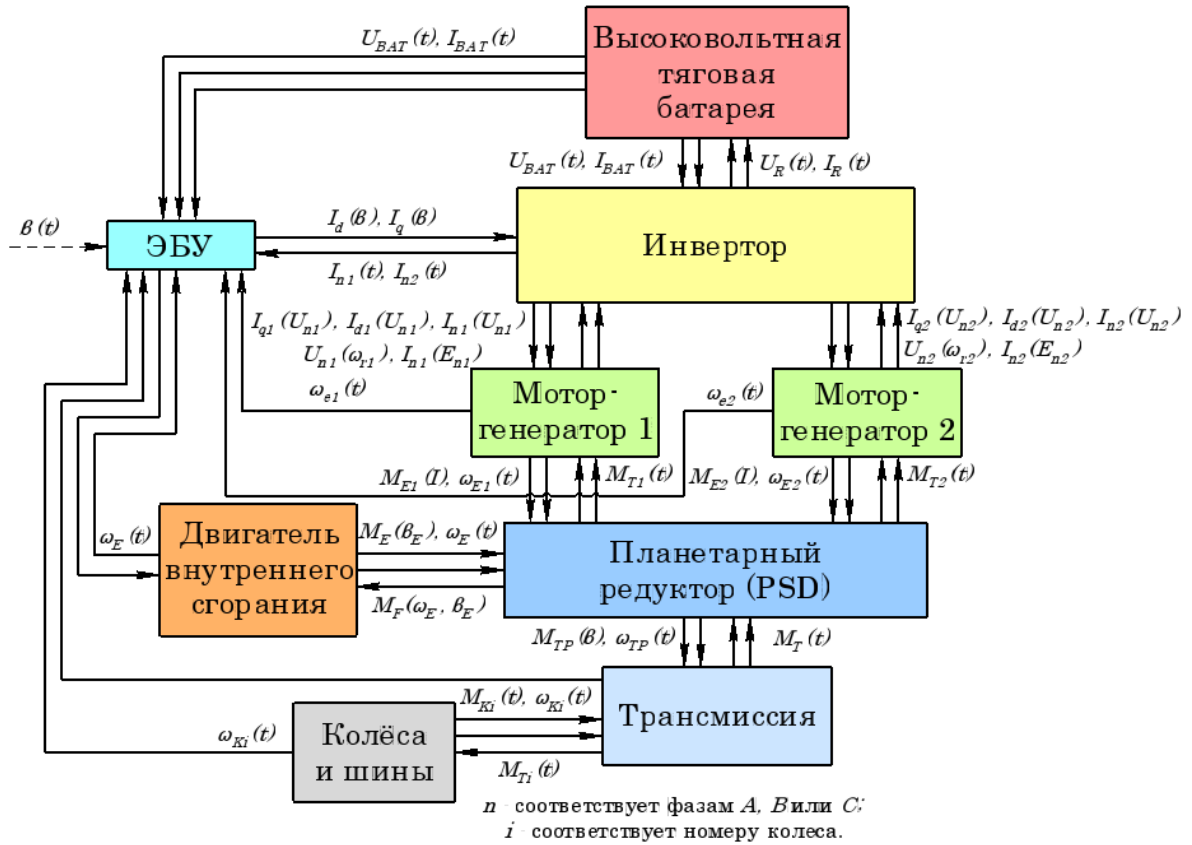 U_BAT(t), I_BAT(t)
Высоковольтная
тяговая
батарея
U_BAT(t), I_BAT(t)
U_R(t), I_R(t)
в(t)
ЭБУ
I_d(в), I_q(в)
I_n1(t), I_n2(t)
Инвертор
I_q1(U_n1), I_d1(U_n1), I_n1(U_n1)
U_n1(ω_r1), I_n1(E_n1)
I_q2(U_n2), I_d2(U_n2), I_n2(U_n2)
U_n2(ω_r2), I_n2(E_n2)
ω_e1(t)
Мотор-
генератор 1
ω_e2(t)
Мотор-
генератор 2
M_E1(I), ω_E1(t)
M_T1(t)
M_E2(I), ω_E2(t)
M_T2(t)
ω_E(t)
Двигатель
внутреннего
сгорания
M_E(в_E), ω_E(t)
M_F(ω_E, в_E)
Планетарный
редуктор (PSD)
M_TP(в), ω_TP(t)
M_T(t)
ω_Ki(t)
Колёса
и шины
M_Ki(t), ω_Ki(t)
M_Ti(t)
Трансмиссия
n - соответствует фазам A, B или C;
i - соответствует номеру колеса.